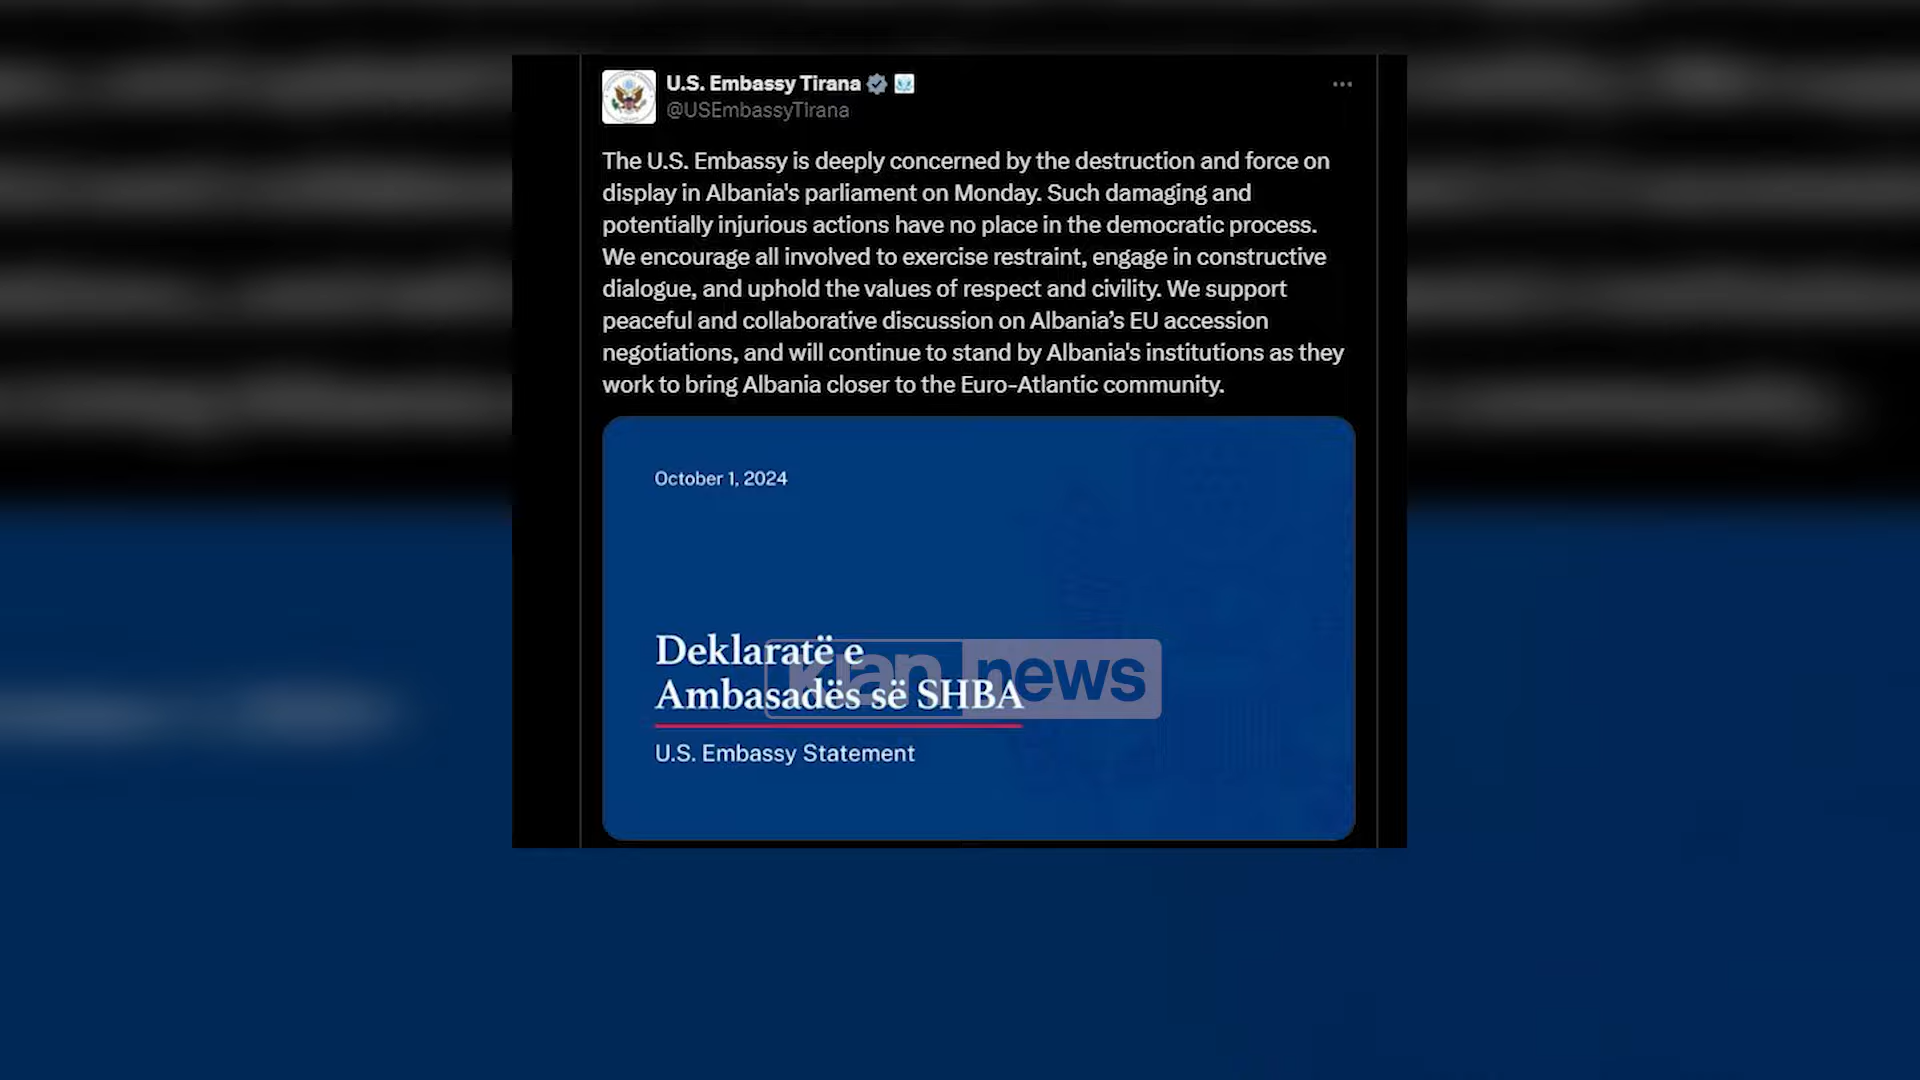 U.S. Embassy Tirana
@USEmbassyTirana
The U.S. Embassy is deeply concerned by the destruction and force on
display in Albania's parliament on Monday. Such damaging and
potentially injurious actions have no place in the democratic process.
We encourage all involved to exercise restraint, engage in constructive
dialogue, and uphold the values of respect and civility. We support
peaceful and collaborative discussion on Albania’s EU accession
negotiations, and will continue to stand by Albania's institutions as they
work to bring Albania closer to the Euro-Atlantic community.
October 1, 2024
Deklaratë e
Ambasadës së SHBA
klan news
U.S. Embassy Statement